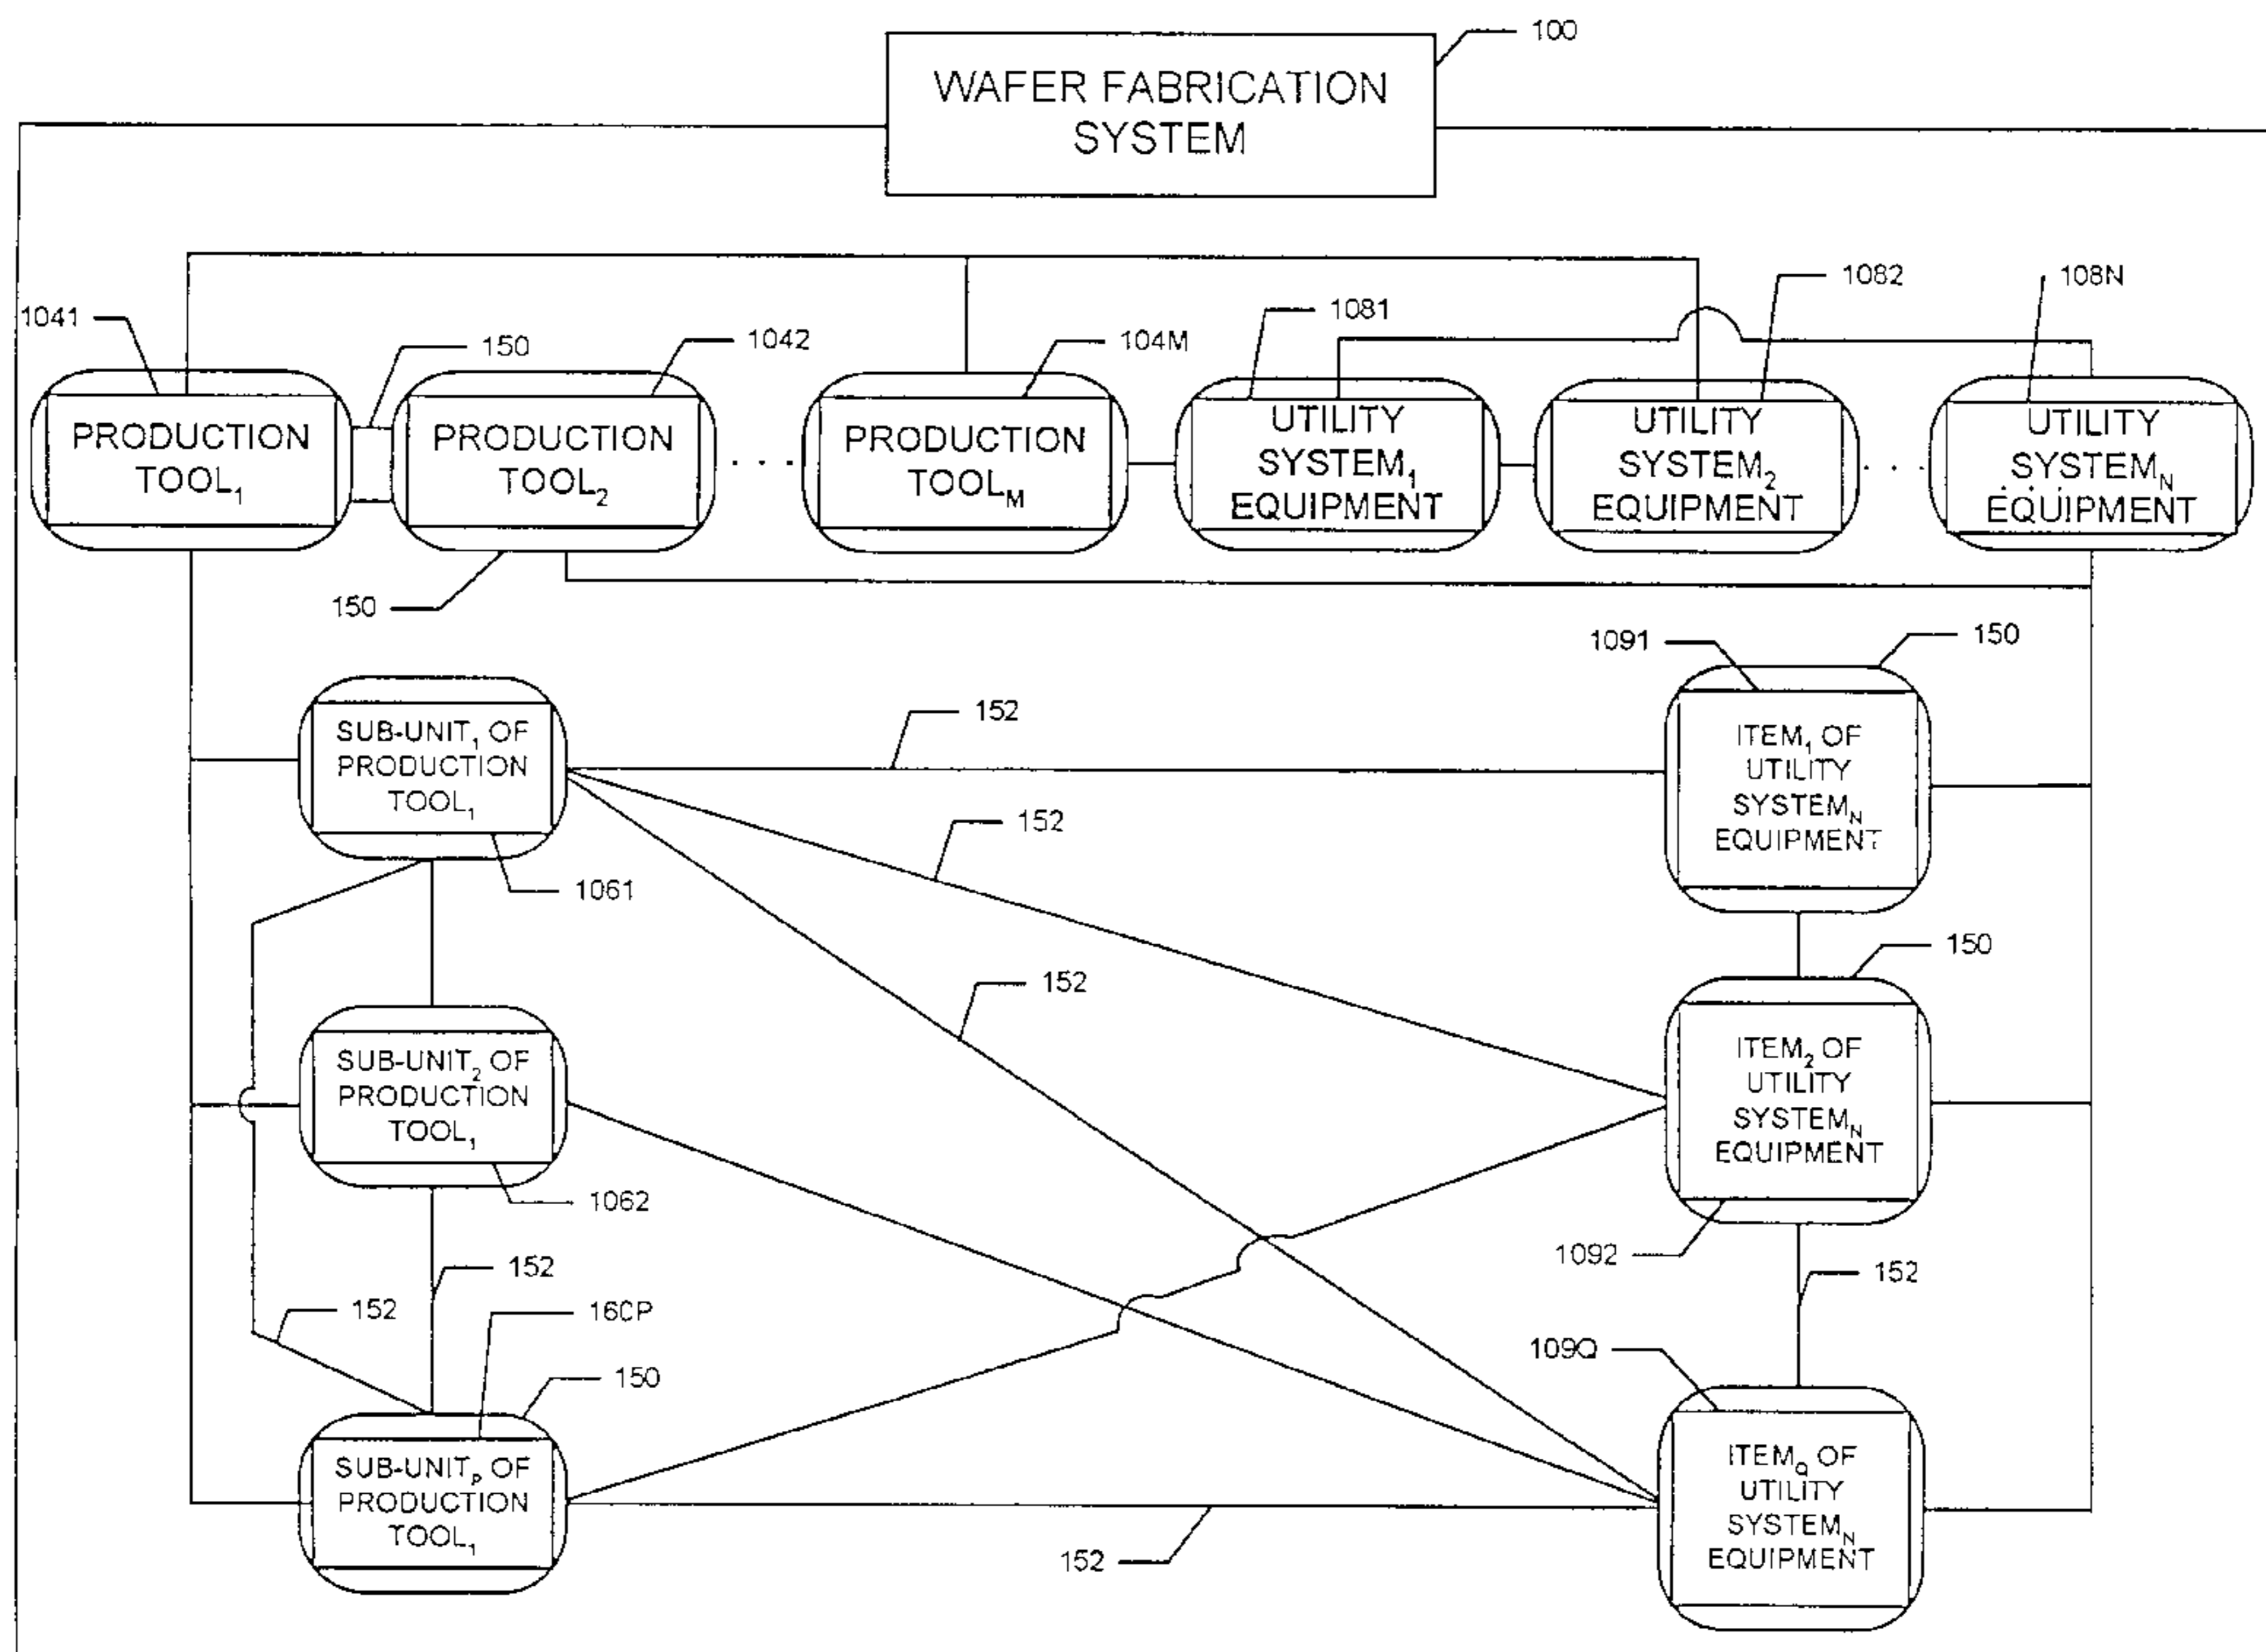 100
WAFER FABRICATION
SYSTEM
1041
150
1042
104M
1081
1082
108N
PRODUCTION
TOOL1
PRODUCTION
TOOL2
. . .
PRODUCTION
TOOLM
UTILITY
SYSTEM1
EQUIPMENT
UTILITY
SYSTEM2
EQUIPMENT
. . .
UTILITY
SYSTEMN
EQUIPMENT
150
1091
150
SUB-UNIT1 OF
PRODUCTION
TOOL1
152
ITEM1 OF
UTILITY
SYSTEMN
EQUIPMENT
152
1061
152
150
SUB-UNIT2 OF
PRODUCTION
TOOL1
ITEM2 OF
UTILITY
SYSTEMN
EQUIPMENT
1062
1092
152
152
152
160P
109Q
150
SUB-UNITP OF
PRODUCTION
TOOL1
ITEMQ OF
UTILITY
SYSTEMN
EQUIPMENT
152